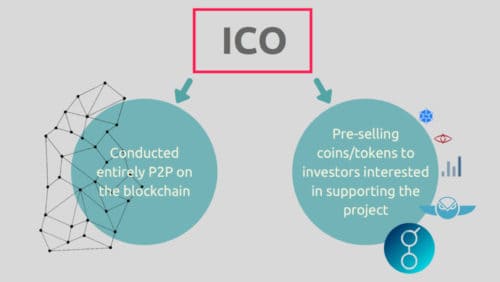 ICO
Conducted
entirely P2P on
the blockchain
Pre-selling
coins/tokens to
investors interested
in supporting the
project